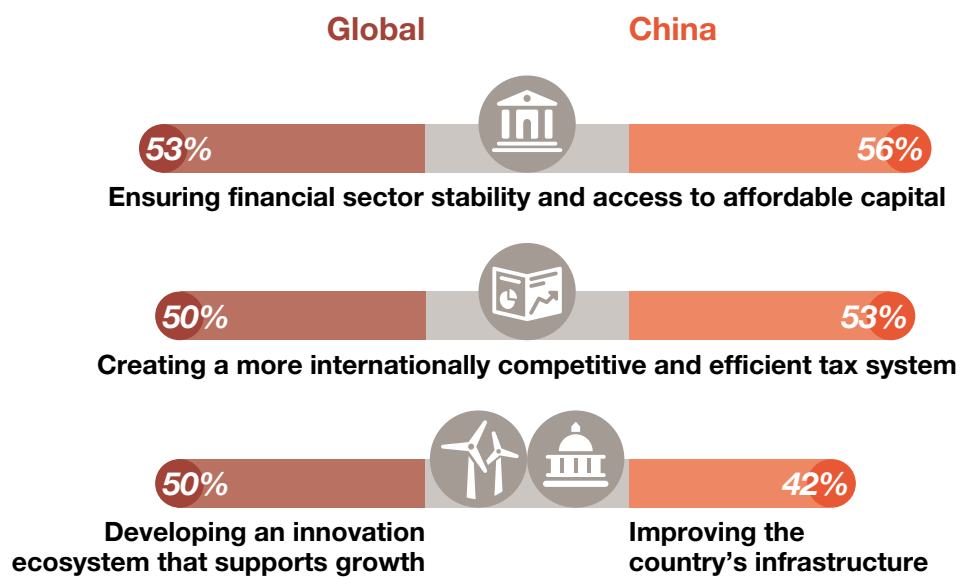 Global China
53% 56%
Ensuring financial sector stability and access to affordable capital
50% 53%
Creating a more internationally competitive and efficient tax system
50% 42%
Developing an innovation
ecosystem that supports growth
Improving the
country's infrastructure